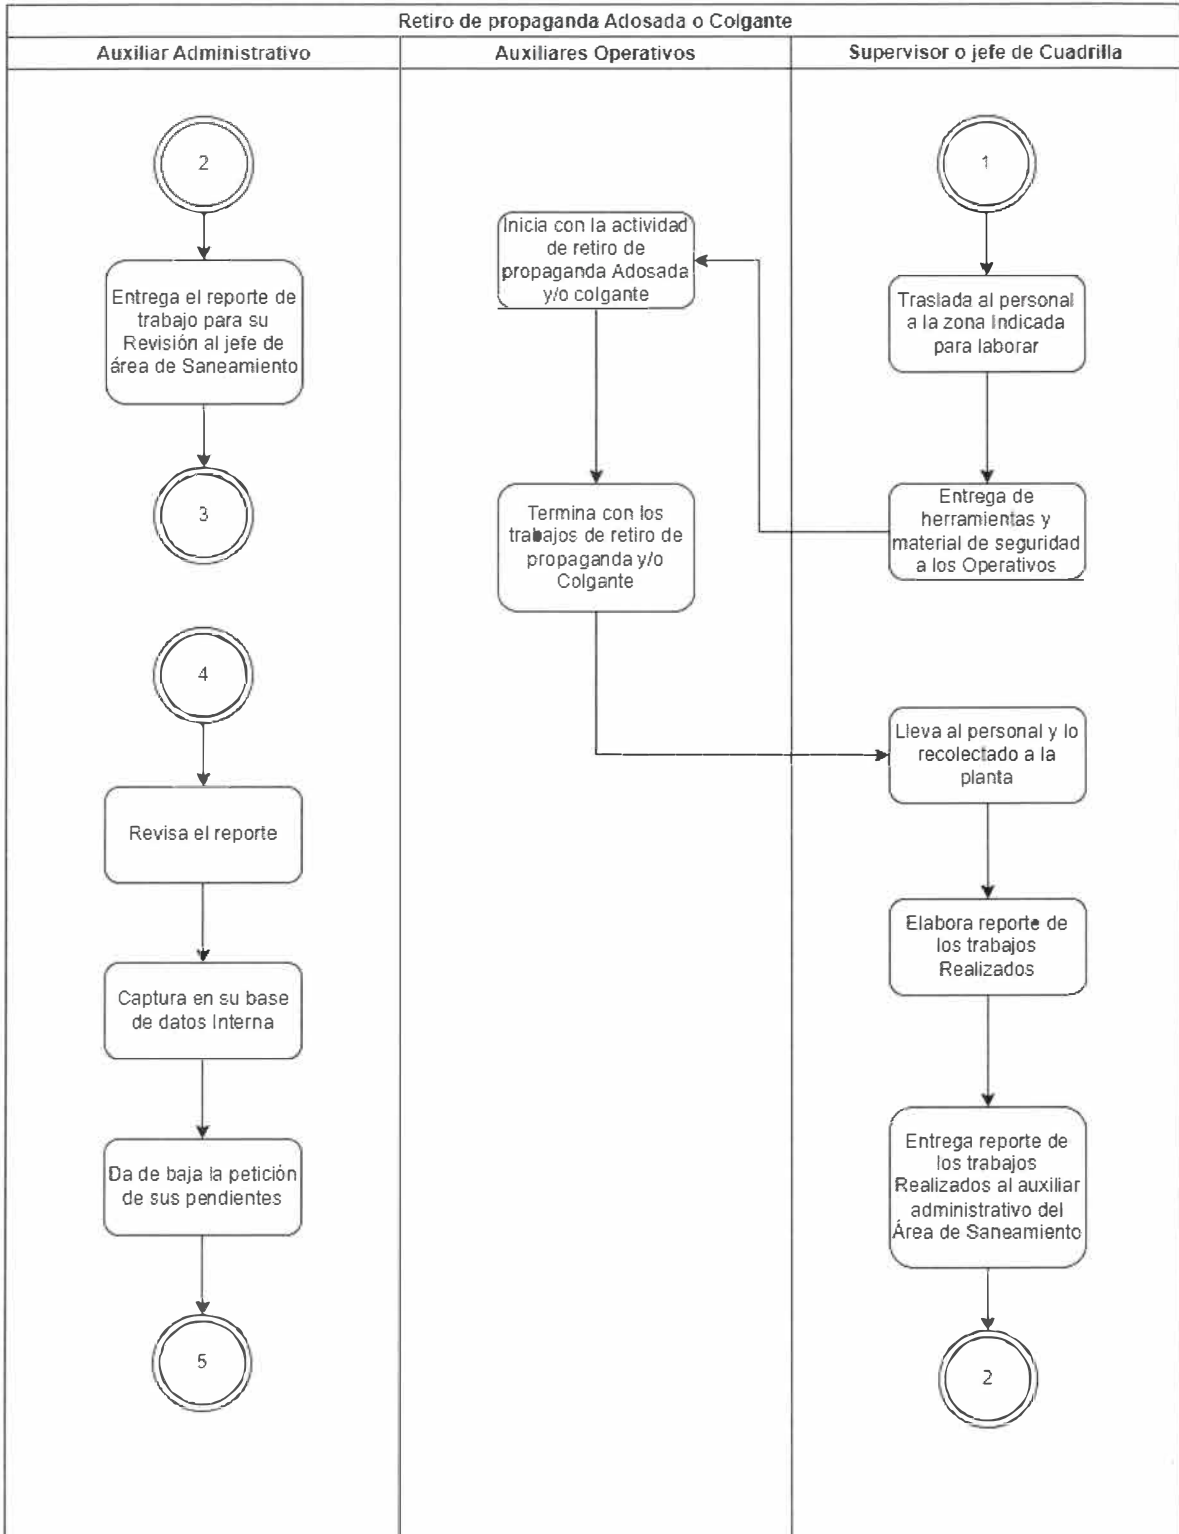 Retiro de propaganda Adosada o Colgante
Auxiliar Administrativo
Auxiliares Operativos
Supervisor o jefe de Cuadrilla
2
Entrega el reporte de
trabajo para su
Revisión al jefe de
área de Saneamiento
3
4
Revisa el reporte
Captura en su base
de datos Interna
Da de baja la petición
de sus pendientes
5
Inicia con la actividad
de retiro de
propaganda Adosada
y/o colgante
Termina con los
trabajos de retiro de
propaganda y/o
Colgante
1
Traslada al personal
a la zona Indicada
para laborar
Entrega de
herramientas y
material de seguridad
a los Operativos
Lleva al personal y lo
recolectado a la
planta
Elabora reporte de
los trabajos
Realizados
Entrega reporte de
los trabajos
Realizados al auxiliar
administrativo del
Área de Saneamiento
2